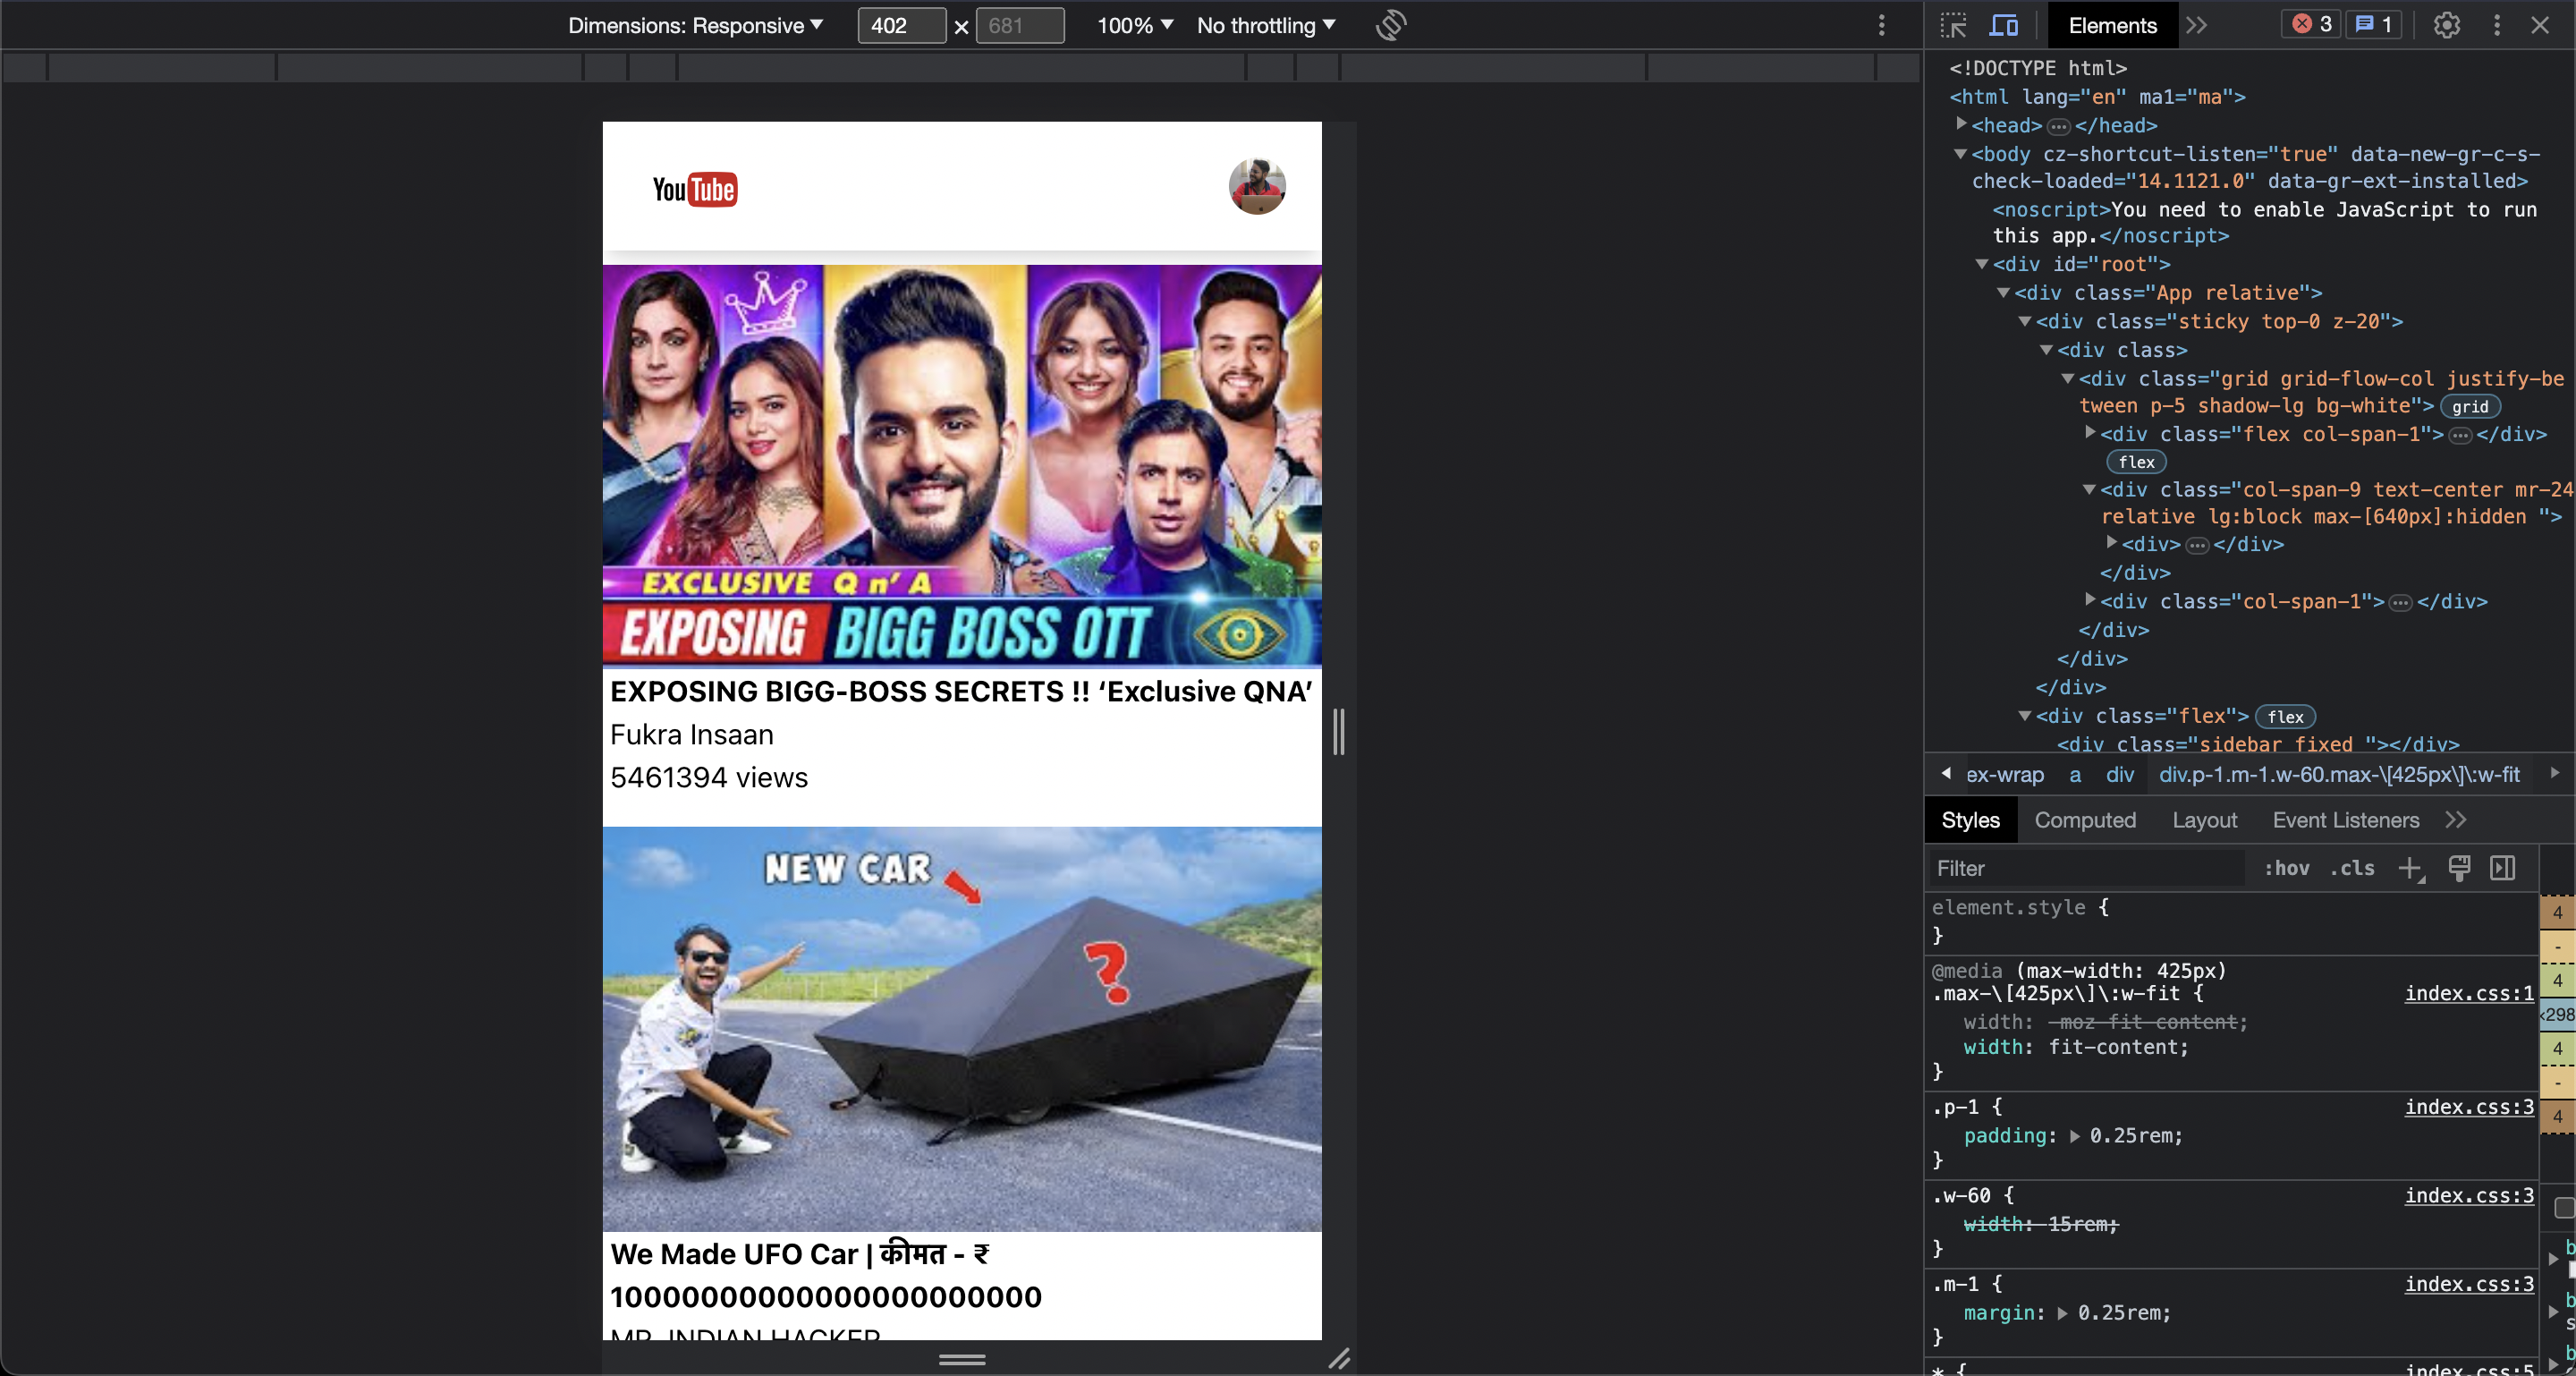 Dimensions: Responsive ▼ 402 × 681 100% ▼ No throttling ▼
Elements 3 1
YouTube
EXCLUSIVE Q n' A
EXPOSING BIGG BOSS OTT
EXPOSING BIGG-BOSS SECRETS !! ‘Exclusive QNA’
Fukra Insaan
5461394 views
NEW CAR
?
We Made UFO Car | कीमत - ₹
1000000000000000000000000
MR. INDIAN HACKER
<!DOCTYPE html>
<html lang="en" ma1="ma">
<head> ··· </head>
<body cz-shortcut-listen="true" data-new-gr-c-s-
check-loaded="14.1121.0" data-gr-ext-installed>
<noscript>You need to enable JavaScript to run
this app.</noscript>
<div id="root">
<div class="App relative">
<div class="sticky top-0 z-20">
<div class>
<div class="grid grid-flow-col justify-be
tween p-5 shadow-lg bg-white"> grid
<div class="flex col-span-1"> ··· </div>
flex
<div class="col-span-9 text-center mr-24
relative lg:block max-[640px]:hidden ">
<div> ··· </div>
</div>
<div class="col-span-1"> ··· </div>
</div>
</div>
</div>
<div class="flex"> flex
<div class="sidebar fixed "></div>
ex-wrap a div div.p-1.m-1.w-60.max-\[425px\]\:w-fit
Styles Computed Layout Event Listeners
Filter :hov .cls
element.style {
}
@media (max-width: 425px)
.max-\[425px\]\:w-fit { index.css:1
width: -moz-fit-content;
width: fit-content;
}
.p-1 { index.css:3
padding: 0.25rem;
}
.w-60 { index.css:3
width: 15rem;
}
.m-1 { index.css:3
margin: 0.25rem;
}
* { index.css:5
4
-
4
×298
4
-
4
b
b
s
b